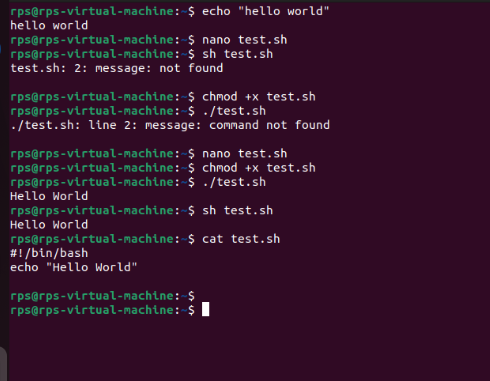 rps@rps-virtual-machine:~$ echo "hello world"
hello world
rps@rps-virtual-machine:~$ nano test.sh
rps@rps-virtual-machine:~$ sh test.sh
test.sh: 2: message: not found
rps@rps-virtual-machine:~$ chmod +x test.sh
rps@rps-virtual-machine:~$ ./test.sh
./test.sh: line 2: message: command not found
rps@rps-virtual-machine:~$ nano test.sh
rps@rps-virtual-machine:~$ chmod +x test.sh
rps@rps-virtual-machine:~$ ./test.sh
Hello World
rps@rps-virtual-machine:~$ sh test.sh
Hello World
rps@rps-virtual-machine:~$ cat test.sh
#!/bin/bash
echo "Hello World"
rps@rps-virtual-machine:~$
rps@rps-virtual-machine:~$